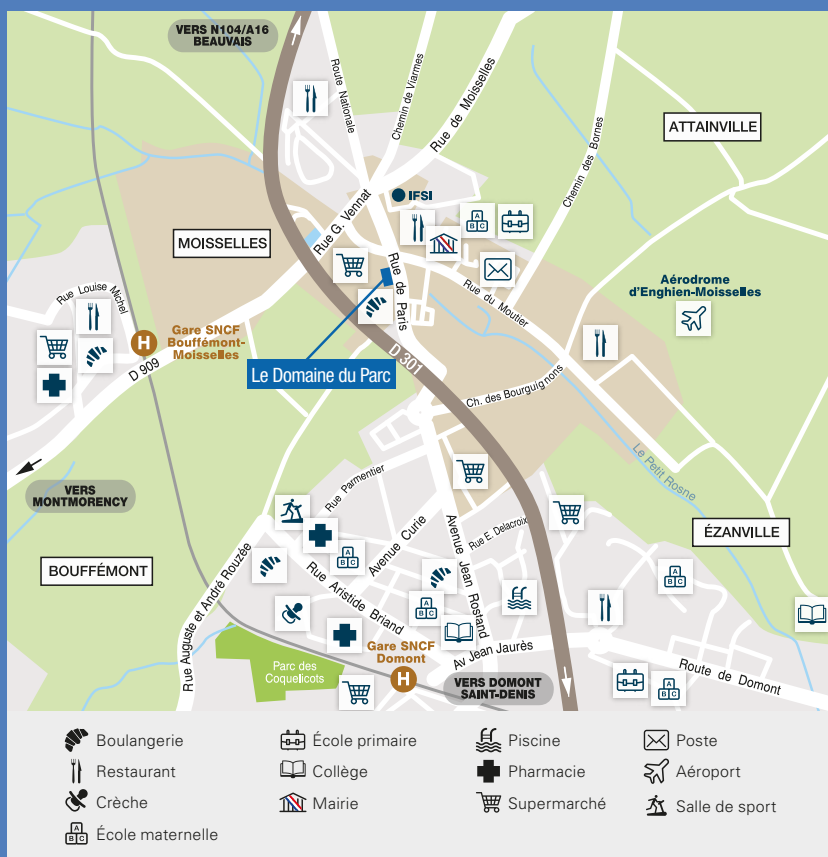 VERS N104/A16
BEAUVAIS
Route Nationale
Chemin de Viarmes
Rue de Moisselles
ATTAINVILLE
Chemin des Bornes
IFSI
MOISSELLES
Rue G. Vennat
Rue de Paris
Rue du Moutier
Aérodrome
d'Enghien-Moisselles
Rue Louise Michel
H
Gare SNCF
Bouffémont-
Moisselles
D 909
D 301
Le Domaine du Parc
Ch. des Bourguignons
Le Petit Rosne
VERS
MONTMORENCY
Rue Parmentier
Avenue Curie
Rue E. Delacroix
ÉZANVILLE
BOUFFÉMONT
Rue Auguste et André Rouzée
Rue Aristide Briand
Avenue Jean Rostand
Gare SNCF
Domont
H
Av Jean Jaurès
Parc des
Coquelicots
VERS DOMONT
SAINT-DENIS
Route de Domont
Boulangerie
École primaire
Piscine
Poste
Restaurant
Collège
Pharmacie
Aéroport
Crèche
Mairie
Supermarché
Salle de sport
A
B C
École maternelle